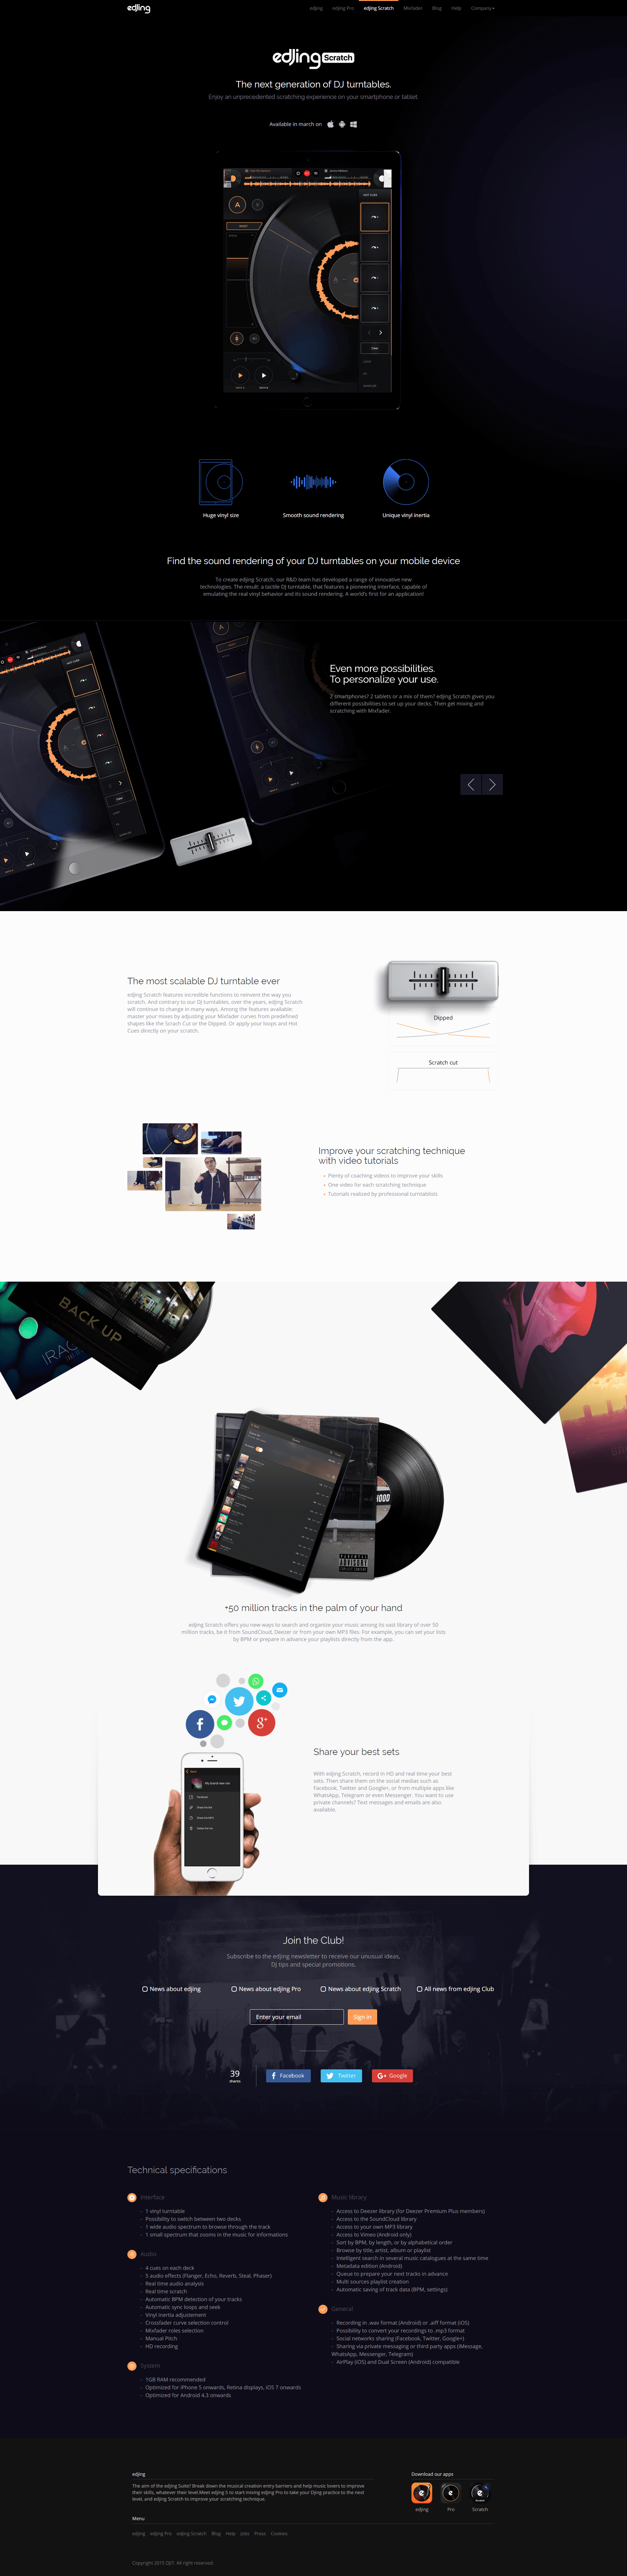 edjing
edjing
edjing Pro
edjing Scratch
Mixfader
Blog
Help
Company
edjing Scratch
The next generation of DJ turntables.
Enjoy an unprecedented scratching experience on your smartphone or tablet
Available in march on
Huge vinyl size
Smooth sound rendering
Unique vinyl inertia
Find the sound rendering of your DJ turntables on your mobile device
To create edjing Scratch, our R&D team has developed a range of innovative new
technologies. The result: a tactile DJ turntable, that features a pioneering interface, capable of
emulating the real vinyl behavior and its sound rendering. A world's first for an application!
Even more possibilities.
To personalize your use.
2 smartphones? 2 tablets or a mix of them? edjing Scratch gives you
different possibilities to set up your decks. Then get mixing and
scratching with Mixfader.
The most scalable DJ turntable ever
edjing Scratch features incredible functions to reinvent the way you
scratch. And contrary to our DJ turntables, over the years, edjing Scratch
will continue to change in many ways. Among the features available:
master your mixes by adjusting your Mixfader curves from predefined
shapes like the Scrach Cut or the Dipped. Or apply your loops and Hot
Cues directly on your scratch.
Dipped
Scratch cut
Improve your scratching technique
with video tutorials
Plenty of coaching videos to improve your skills
One video for each scratching technique
Tutorials realized by professional turntablists
BACK UP
HOOD
PARENTAL
ADVISORY
EXPLICIT CONTENT
+50 million tracks in the palm of your hand
edjing Scratch offers you new ways to search and organize your music among its vast library of over 50
million tracks, be it from SoundCloud, Deezer or from your own MP3 files. For example, you can set your lists
by BPM or prepare in advance your playlists directly from the app.
My brand new set
Share your best sets
With edjing Scratch, record in HD and real time your best
sets. Then share them on the social medias such as
Facebook, Twitter and Google+, or from multiple apps like
WhatsApp, Telegram or even Messenger. You want to use
private channels? Text messages and emails are also
available.
Join the Club!
Subscribe to the edjing newsletter to receive our unusual ideas,
Dj tips and special promotions.
News about edjing
News about edjing Pro
News about edjing Scratch
All news from edjing Club
Enter your email
Sign in
39
shares
Facebook
Twitter
Google
Technical specifications
Interface
- 1 vinyl turntable
- Possibility to switch between two decks
- 1 wide audio spectrum to browse through the track
- 1 small spectrum that zooms in the music for informations
Audio
- 4 cues on each deck
- 5 audio effects (Flanger, Echo, Reverb, Steal, Phaser)
- Real time audio analysis
- Real time scratch
- Automatic BPM detection of your tracks
- Automatic sync loops and seek
- Vinyl inertia adjustement
- Crossfader curve selection control
- Mixfader roles selection
- Manual Pitch
- HD recording
System
- 1GB RAM recommended
- Optimized for iPhone 5 onwards, Retina displays, iOS 7 onwards
- Optimized for Android 4.3 onwards
Music library
- Access to Deezer library (for Deezer Premium Plus members)
- Access to the SoundCloud library
- Access to your own MP3 library
- Access to Vimeo (Android only)
- Sort by BPM, by length, or by alphabetical order
- Browse by title, artist, album or playlist
- Intelligent search in several music catalogues at the same time
- Metadata edition (Android)
- Queue to prepare your next tracks in advance
- Multi sources playlist creation
- Automatic saving of track data (BPM, settings)
General
- Recording in .wav format (Android) or .aiff format (iOS)
- Possibility to convert your recordings to .mp3 format
- Social networks sharing (Facebook, Twitter, Google+)
- Sharing via private messaging or third party apps (iMessage,
WhatsApp, Messenger, Telegram)
- AirPlay (iOS) and Dual Screen (Android) compatible
edjing
The aim of the edjing Suite? Break down the musical creation entry barriers and help music lovers to improve
their skills, whatever their level.Meet edjing 5 to start mixing edjing Pro to take your Djing practice to the next
level, and edjing Scratch to improve your scratching technique.
Download our apps
edjing
Pro
Scratch
Menu
edjing
edjing Pro
edjing Scratch
Blog
Help
Jobs
Press
Cookies
Copyright 2015 DJiT. All right reserved.